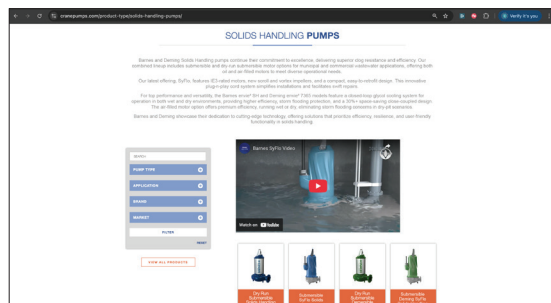 cranepumps.com/product-type/solids-handling-pumps/
Verify it's you
SOLIDS HANDLING PUMPS
Barnes and Deming Solids Handling pumps continue their commitment to excellence, delivering superior clog resistance and efficiency. Our
combined lineup includes submersible and dry-run submersible motor options for municipal and commercial wastewater applications, offering both
oil and air-filled motors to meet diverse operational needs.
Our latest offering, SyFlo, features IE3-rated motors, new scroll and vortex impellers, and a compact, easy-to-retrofit design. This innovative
plug-play cord system simplifies installations and facilitates swift repairs.
For top performance and versatility, the Barnes
SH and Deming
models feature a closed-loop glycol cooling system for
operation in both wet and dry environments, providing higher efficiency, storm flooding protection, and a 30%+ space-saving close-coupled design.
The air-filled motor option offers premium efficiency, running wet or dry, eliminating storm flooding concerns in dry-pit scenarios.
Barnes and Deming showcase their dedication to cutting-edge technology, offering solutions that prioritize efficiency, resilience, and user-friendly
functionality in solids handling.
SEARCH
PUMP TYPE
APPLICATION
BRAND
MARKET
FILTER
RESET
VIEW ALL PRODUCTS
Barnes SyFlo Video
Watch on YouTube
Dry Run
Submersible
Solids Handling
Submersible
SyFlo Solids
Dry Run
Submersible
Submersible
Deming SyFlo